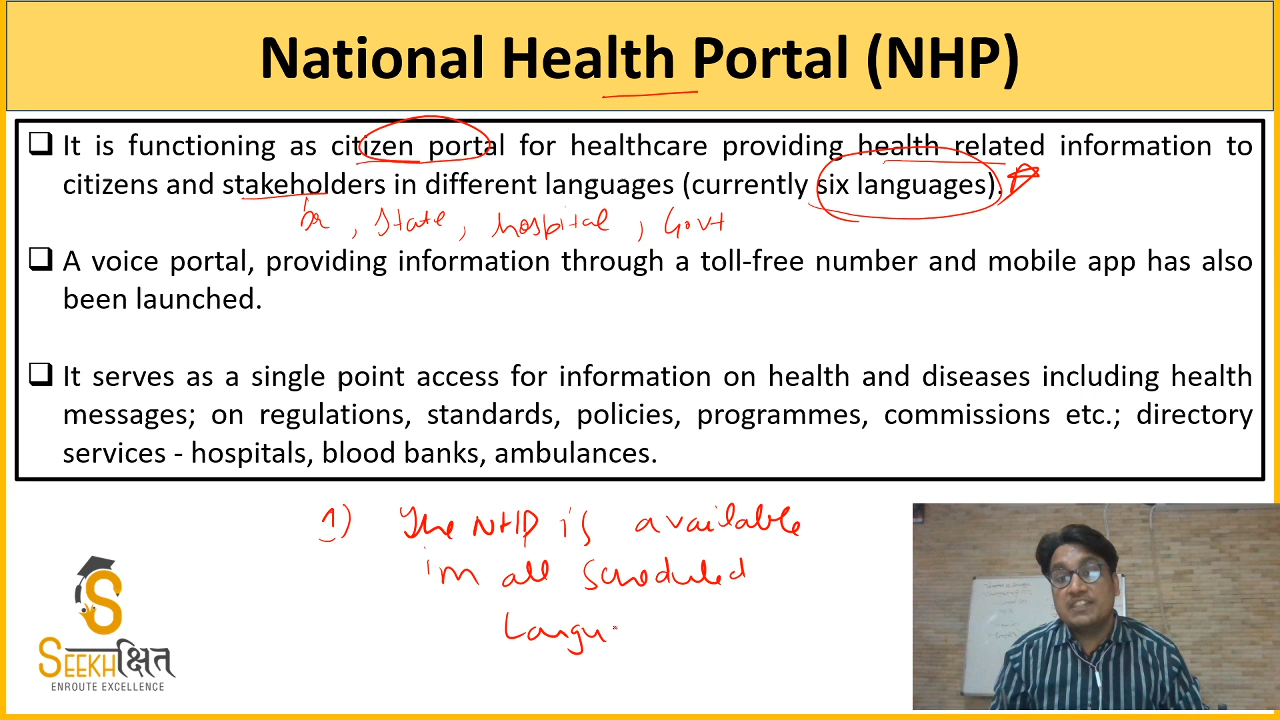 National Health Portal (NHP)
❑ It is functioning as citizen portal for healthcare providing health related information to
citizens and stakeholders in different languages (currently six languages).
, State, hospital, Govt
❑ A voice portal, providing information through a toll-free number and mobile app has also
been launched.
❑ It serves as a single point access for information on health and diseases including health
messages; on regulations, standards, policies, programmes, commissions etc.; directory
services - hospitals, blood banks, ambulances.
1) The NHP is available
in all scheduled
Langu
S
SEEKHक्षित
ENROUTE EXCELLENCE